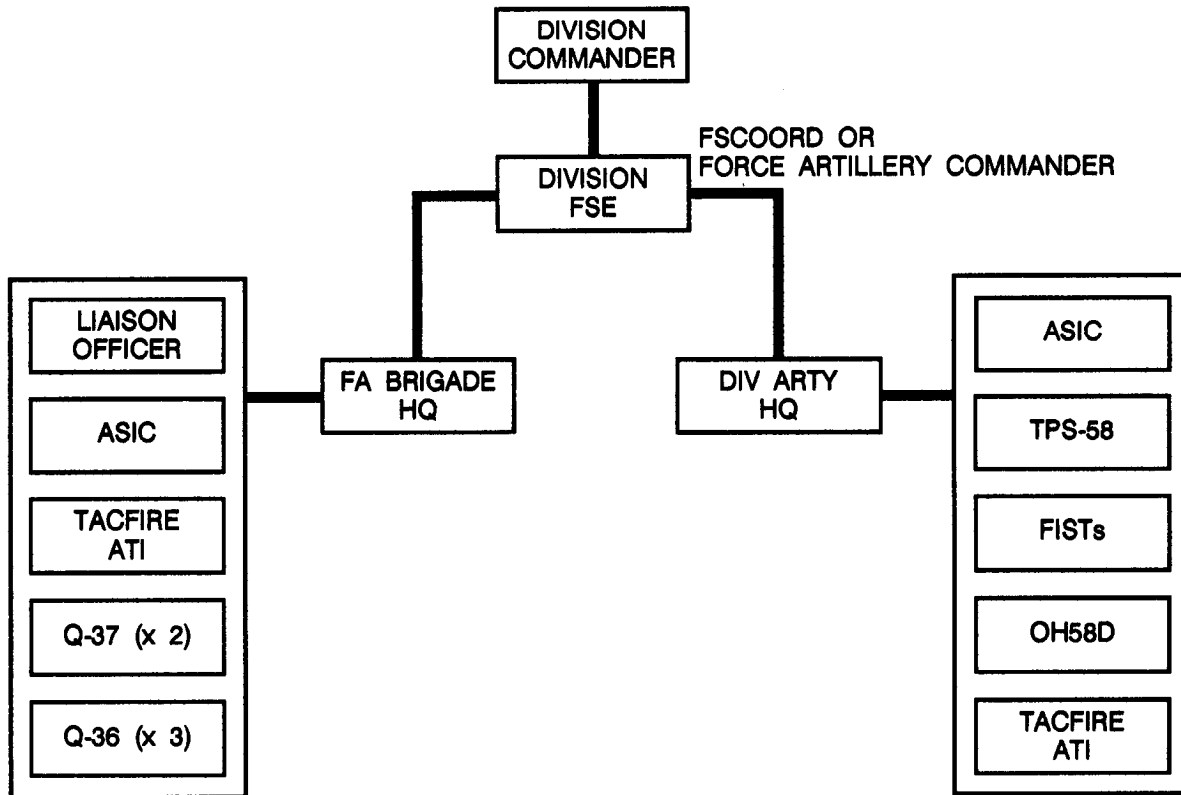 DIVISION
COMMANDER
FSCOORD OR
FORCE ARTILLERY COMMANDER
DIVISION
FSE
LIAISON
OFFICER
ASIC
TACFIRE
ATI
Q-37 (x 2)
Q-36 (x 3)
FA BRIGADE
HQ
DIV ARTY
HQ
ASIC
TPS-58
FISTs
OH58D
TACFIRE
ATI